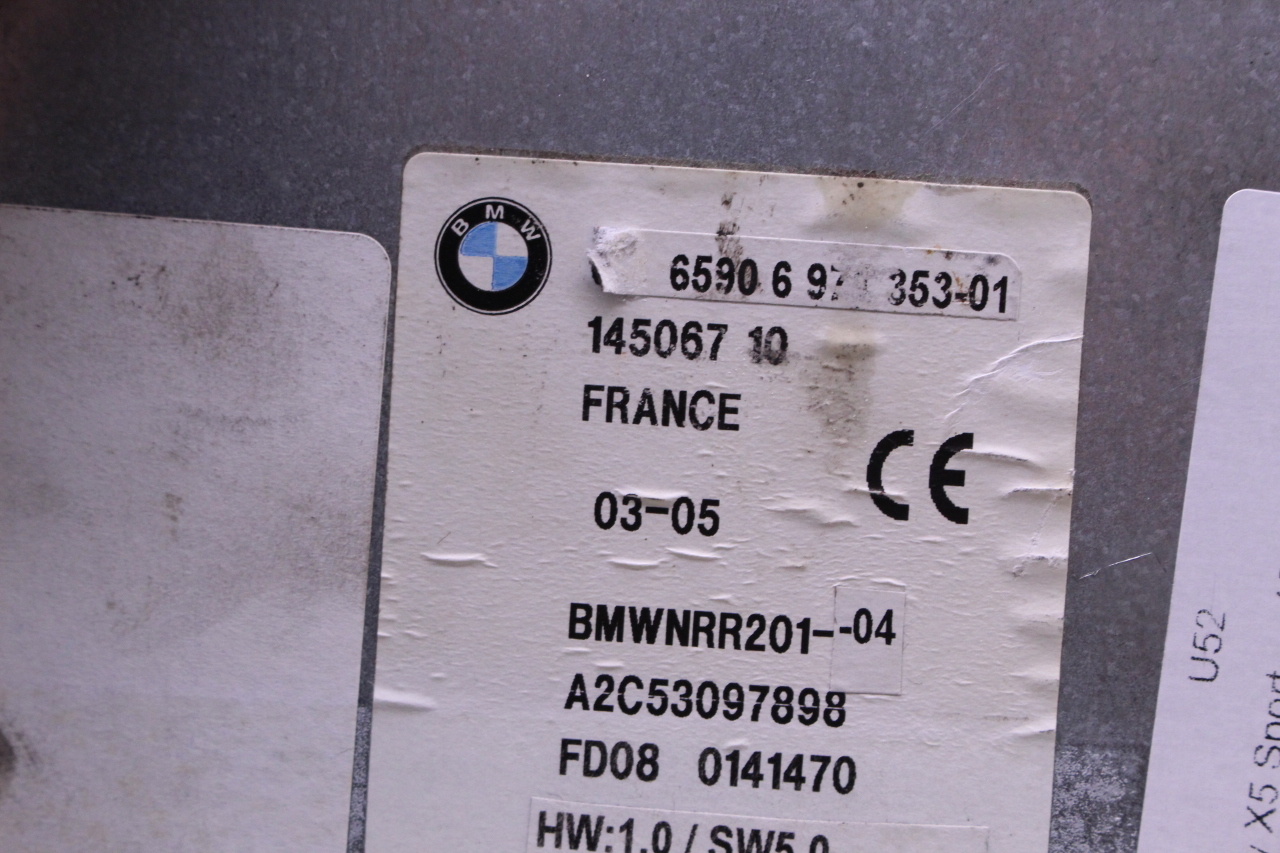 BMW
6590 6 353-01
145067 10
FRANCE
CE
03-05
BMWNRR201--04
A2C53097898
FD08 0141470
HW:1.0 / SW5.0
U52
X5 Sport